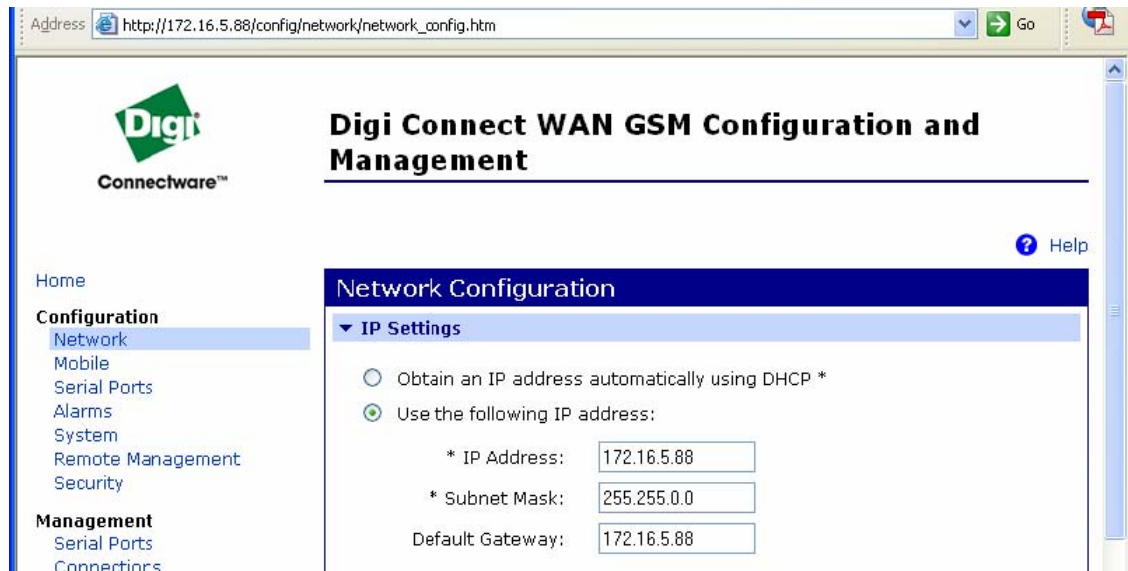 Address http://172.16.5.88/config/network/network_config.htm Go
Digi
Connectware™
Digi Connect WAN GSM Configuration and
Management
? Help
Home
Configuration
Network
Mobile
Serial Ports
Alarms
System
Remote Management
Security
Management
Serial Ports
Connections
Network Configuration
IP Settings
Obtain an IP address automatically using DHCP *
Use the following IP address:
* IP Address: 172.16.5.88
* Subnet Mask: 255.255.0.0
Default Gateway: 172.16.5.88